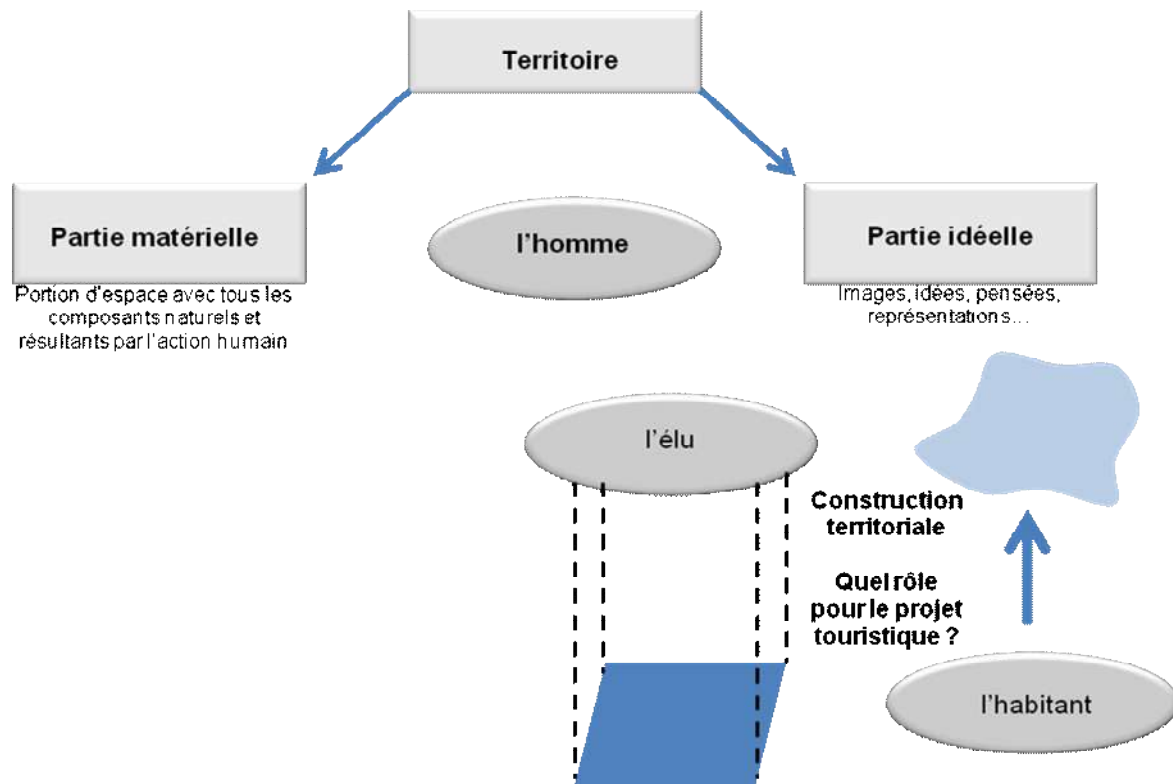 Territoire
Partie matérielle
l'homme
Partie idéelle
Portion d'espace avec tous les
composants naturels et
résultants par l'action humain
Images, idées, pensées,
représentations…
l'élu
Construction
territoriale
Quel rôle
pour le projet
touristique ?
l'habitant